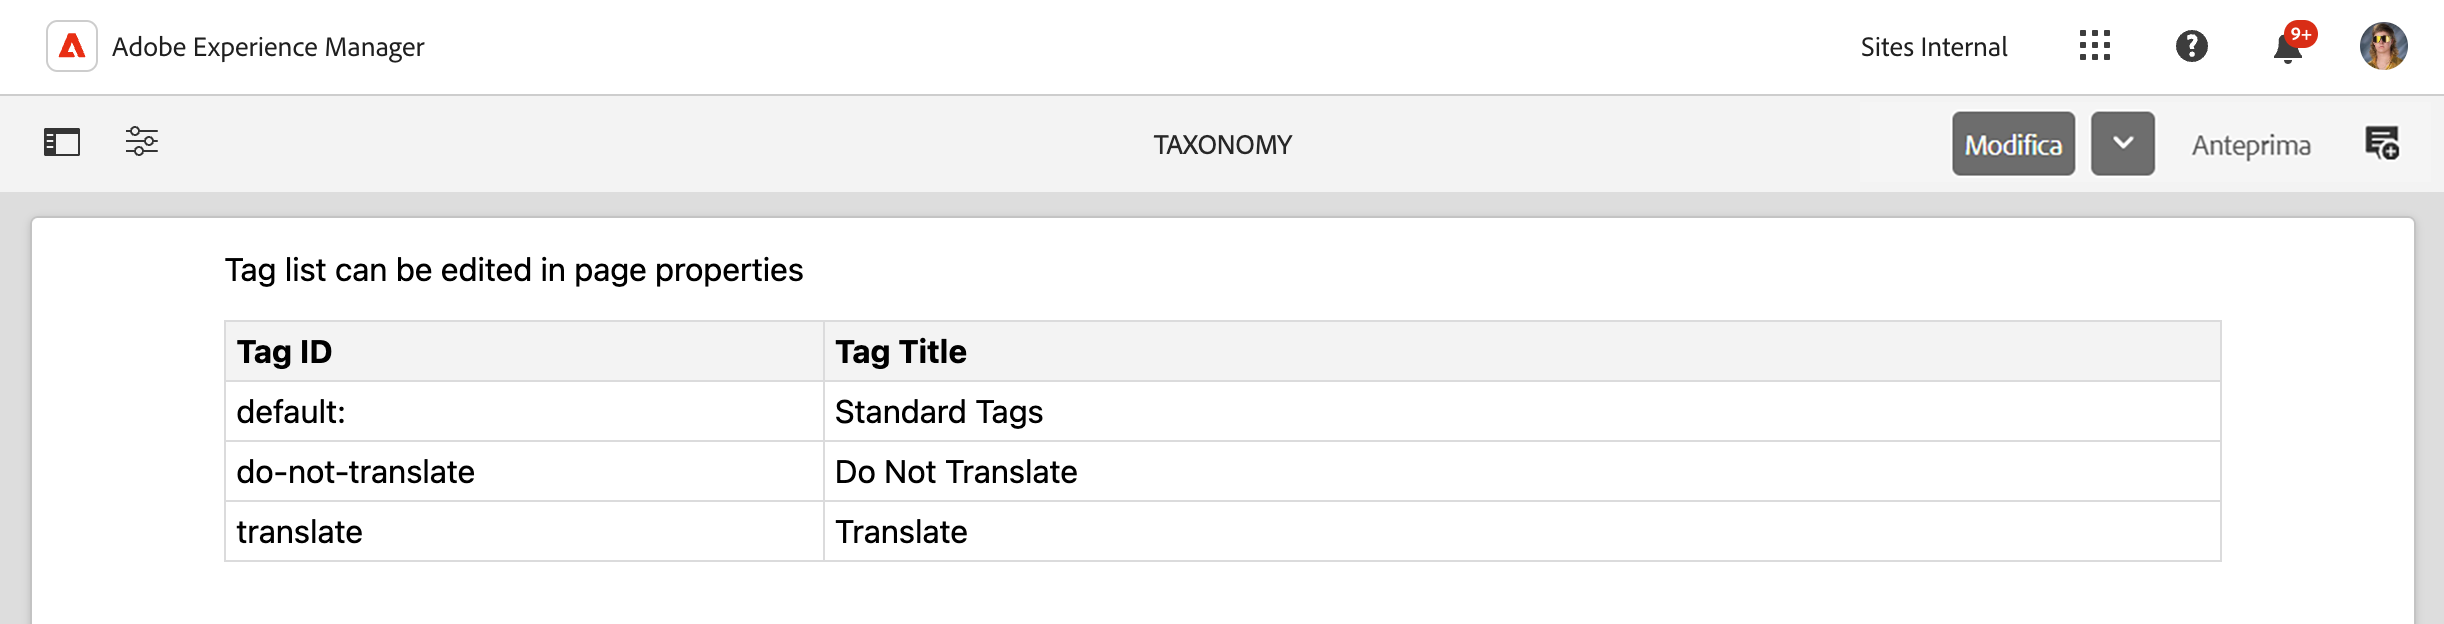 Adobe Experience Manager
Sites Internal
9+
TAXONOMY
Modifica
Anteprima
Tag list can be edited in page properties
Tag ID Tag Title
default: Standard Tags
do-not-translate Do Not Translate
translate Translate